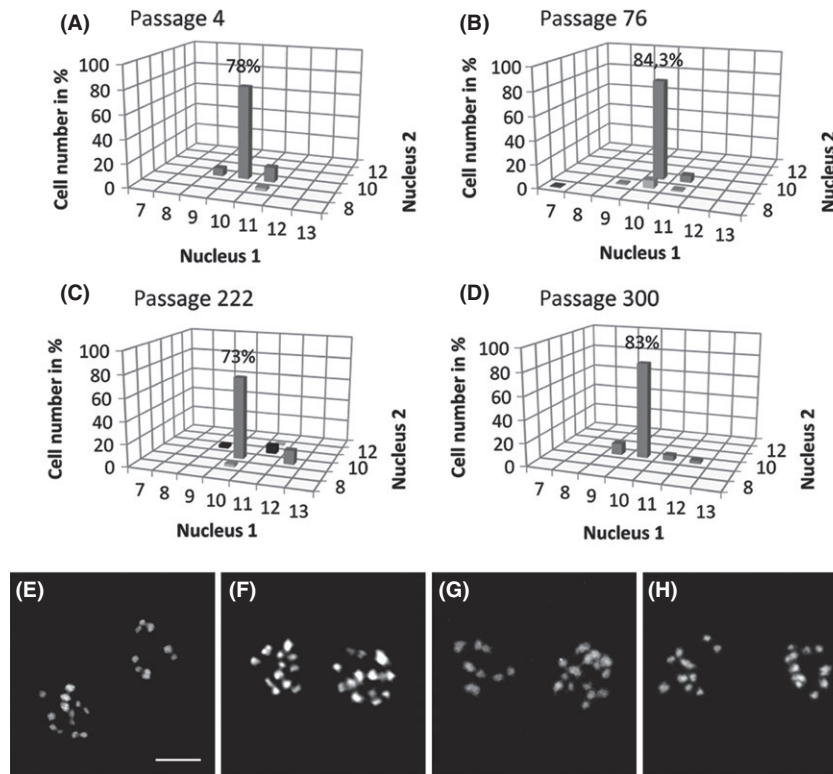 (A) Passage 4
Cell number in %
100
80
60
40
20
0
78%
7 8 9 10 11 12 13
Nucleus 1
8 10 12
Nucleus 2
(B) Passage 76
Cell number in %
100
80
60
40
20
0
84,3%
7 8 9 10 11 12 13
Nucleus 1
8 10 12
Nucleus 2
(C) Passage 222
Cell number in %
100
80
60
40
20
0
73%
7 8 9 10 11 12 13
Nucleus 1
8 10 12
Nucleus 2
(D) Passage 300
Cell number in %
100
80
60
40
20
0
83%
7 8 9 10 11 12 13
Nucleus 1
8 10 12
Nucleus 2
(E) (F) (G) (H)